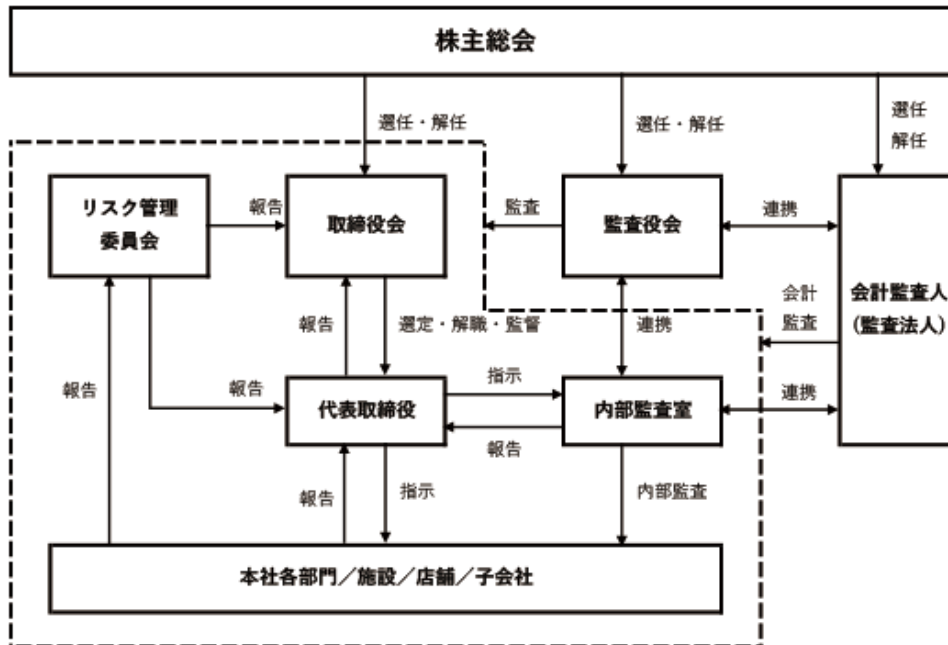 株主総会
選任・解任
選任・解任
選任
解任
リスク管理
委員会
報告
取締役会
監査
監査役会
連携
会計監査人
(監査法人)
会計
監査
報告
選定・解職・監督
連携
報告
報告
代表取締役
指示
報告
内部監査室
連携
報告
指示
内部監査
本社各部門／施設／店舗／子会社